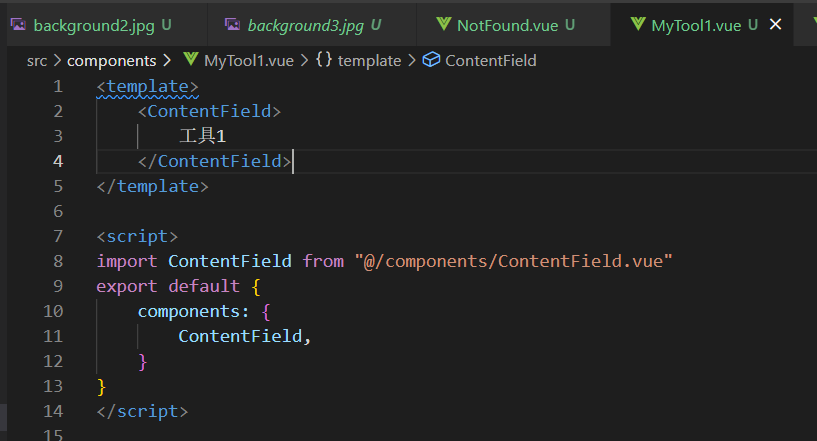 background2.jpg U background3.jpg U NotFound.vue U MyTool1.vue U ×
src > components > MyTool1.vue > {} template > ContentField
1 <template>
2 <ContentField>
3 工具1
4 </ContentField>
5 </template>
6
7 <script>
8 import ContentField from "@/components/ContentField.vue"
9 export default {
10 components: {
11 ContentField,
12 }
13 }
14 </script>
15